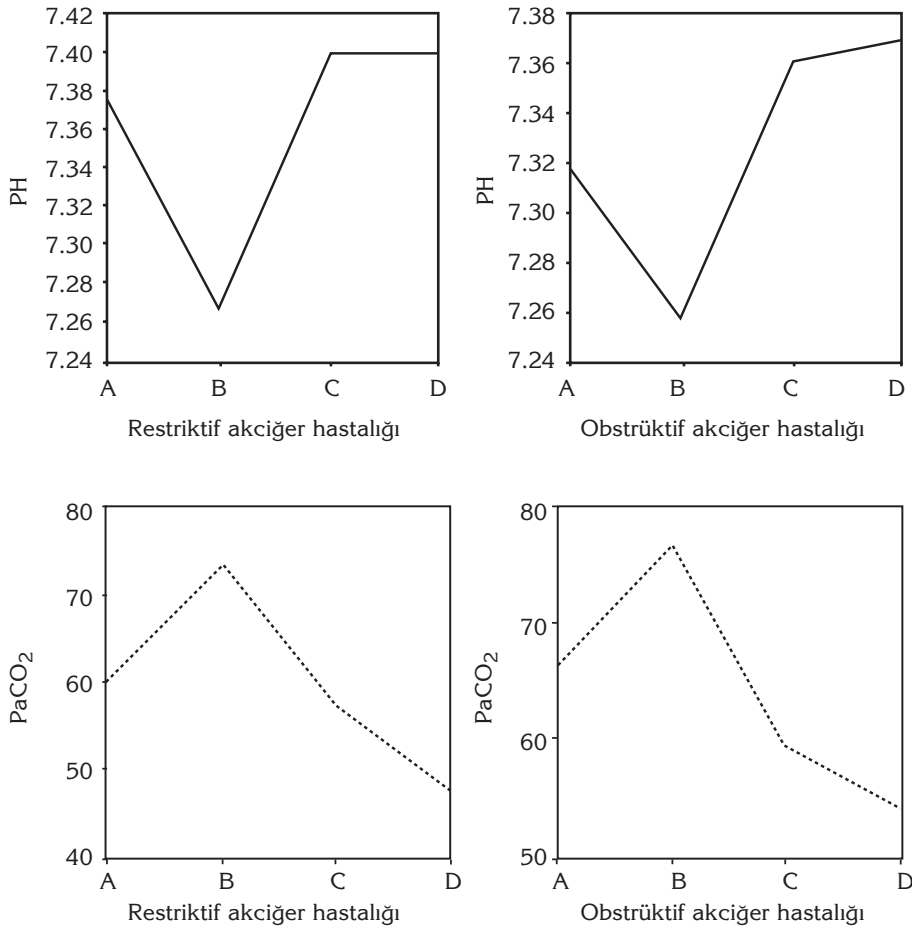 7.42
7.40
7.38
7.36
7.34
7.32
7.30
7.28
7.26
7.24
PH
A B C D
Restriktif akciğer hastalığı
7.38
7.36
7.34
7.32
7.30
7.28
7.26
7.24
PH
A B C D
Obstrüktif akciğer hastalığı
80
70
60
50
40
PaCO2
A B C D
Restriktif akciğer hastalığı
80
70
60
50
PaCO2
A B C D
Obstrüktif akciğer hastalığı